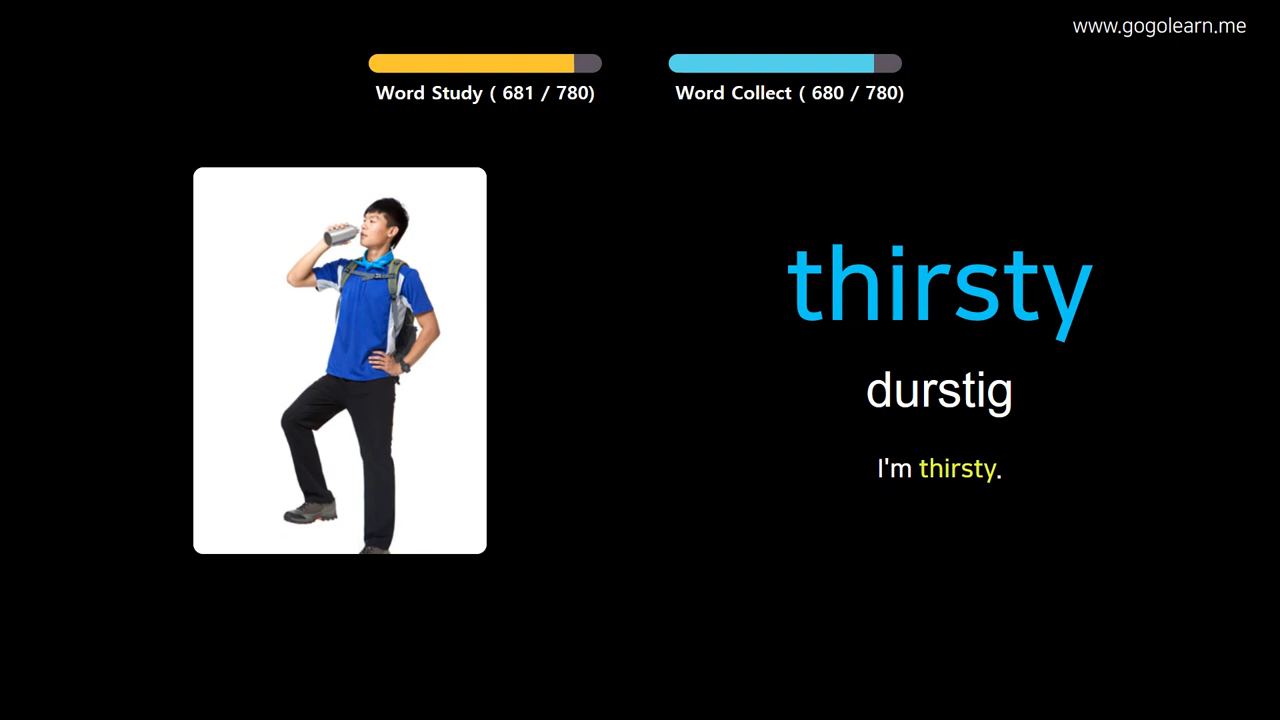 www.gogolearn.me
Word Study ( 681 / 780)
Word Collect ( 680 / 780)
thirsty
durstig
I'm thirsty.